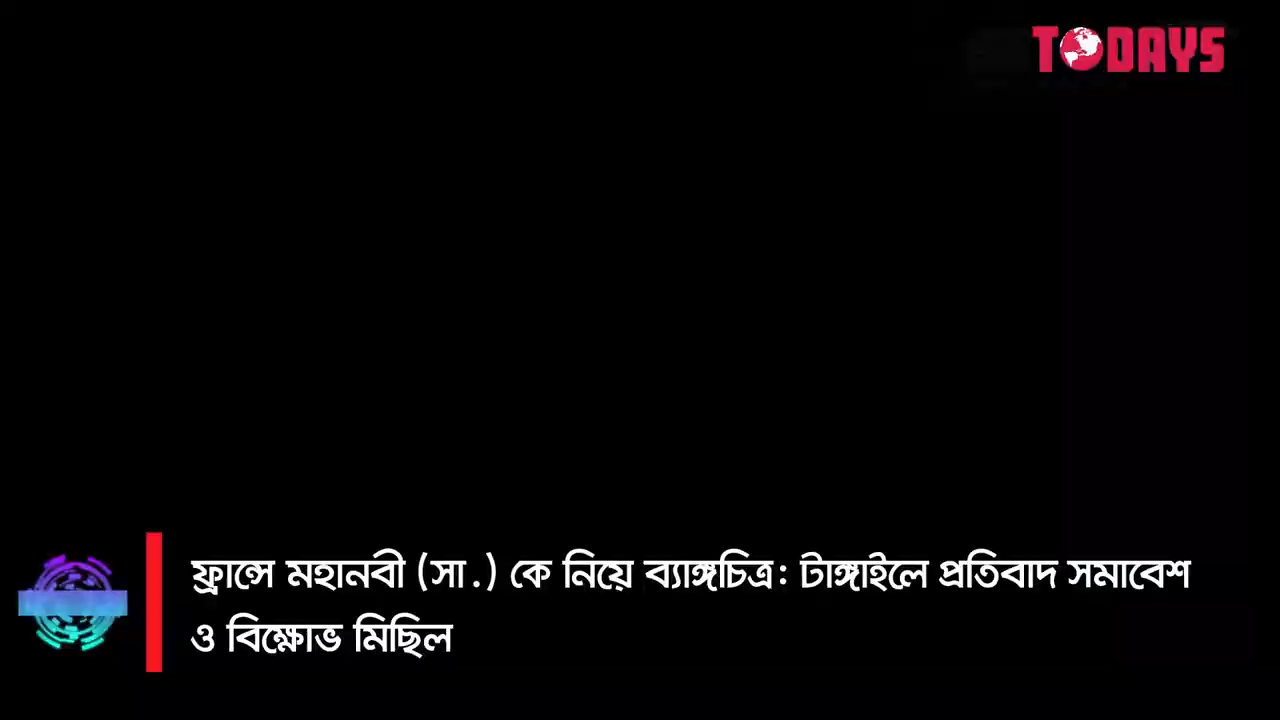 TODAYS
ফ্রান্সে মহানবী (সা.) কে নিয়ে ব্যাঙ্গচিত্র: টাঙ্গাইলে প্রতিবাদ সমাবেশ
ও বিক্ষোভ মিছিল